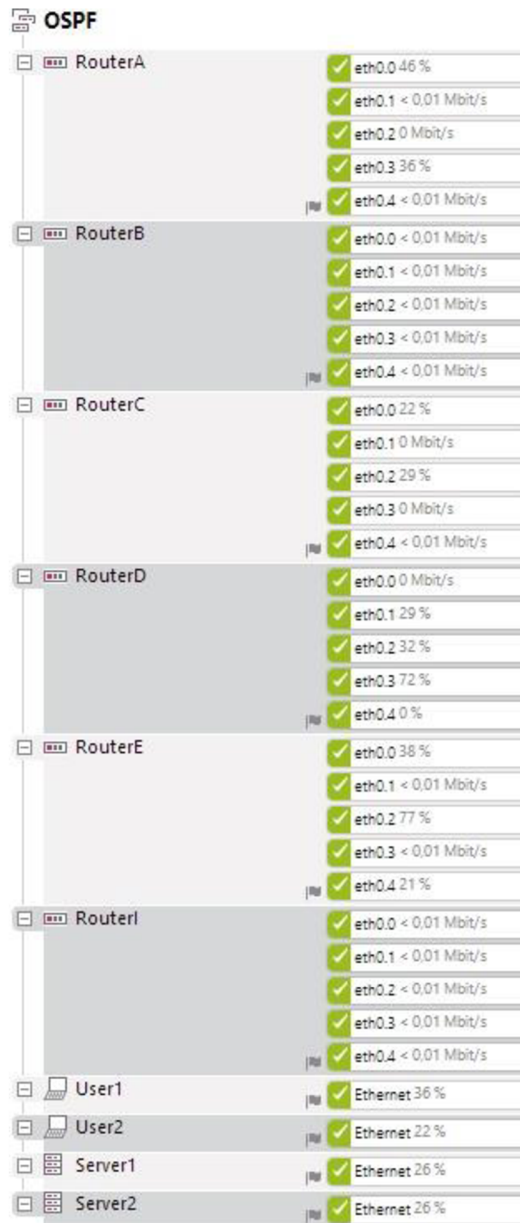 OSPF
RouterA
eth0.0 46 %
eth0.1 < 0,01 Mbit/s
eth0.2 0 Mbit/s
eth0.3 36 %
eth0.4 < 0,01 Mbit/s
RouterB
eth0.0 < 0,01 Mbit/s
eth0.1 < 0,01 Mbit/s
eth0.2 < 0,01 Mbit/s
eth0.3 < 0,01 Mbit/s
eth0.4 < 0,01 Mbit/s
RouterC
eth0.0 22 %
eth0.1 0 Mbit/s
eth0.2 29 %
eth0.3 0 Mbit/s
eth0.4 < 0,01 Mbit/s
RouterD
eth0.0 0 Mbit/s
eth0.1 29 %
eth0.2 32 %
eth0.3 72 %
eth0.4 0 %
RouterE
eth0.0 38 %
eth0.1 < 0,01 Mbit/s
eth0.2 77 %
eth0.3 < 0,01 Mbit/s
eth0.4 21 %
RouterI
eth0.0 < 0,01 Mbit/s
eth0.1 < 0,01 Mbit/s
eth0.2 < 0,01 Mbit/s
eth0.3 < 0,01 Mbit/s
eth0.4 < 0,01 Mbit/s
User1
Ethernet 36 %
User2
Ethernet 22 %
Server1
Ethernet 26 %
Server2
Ethernet 26 %